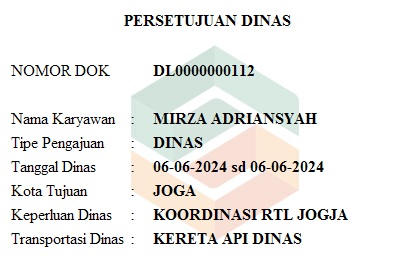 PERSETUJUAN DINAS
NOMOR DOK DL0000000112
Nama Karyawan : MIRZA ADRIANSYAH
Tipe Pengajuan : DINAS
Tanggal Dinas : 06-06-2024 sd 06-06-2024
Kota Tujuan : JOGA
Keperluan Dinas : KOORDINASI RTL JOGJA
Transportasi Dinas : KERETA API DINAS